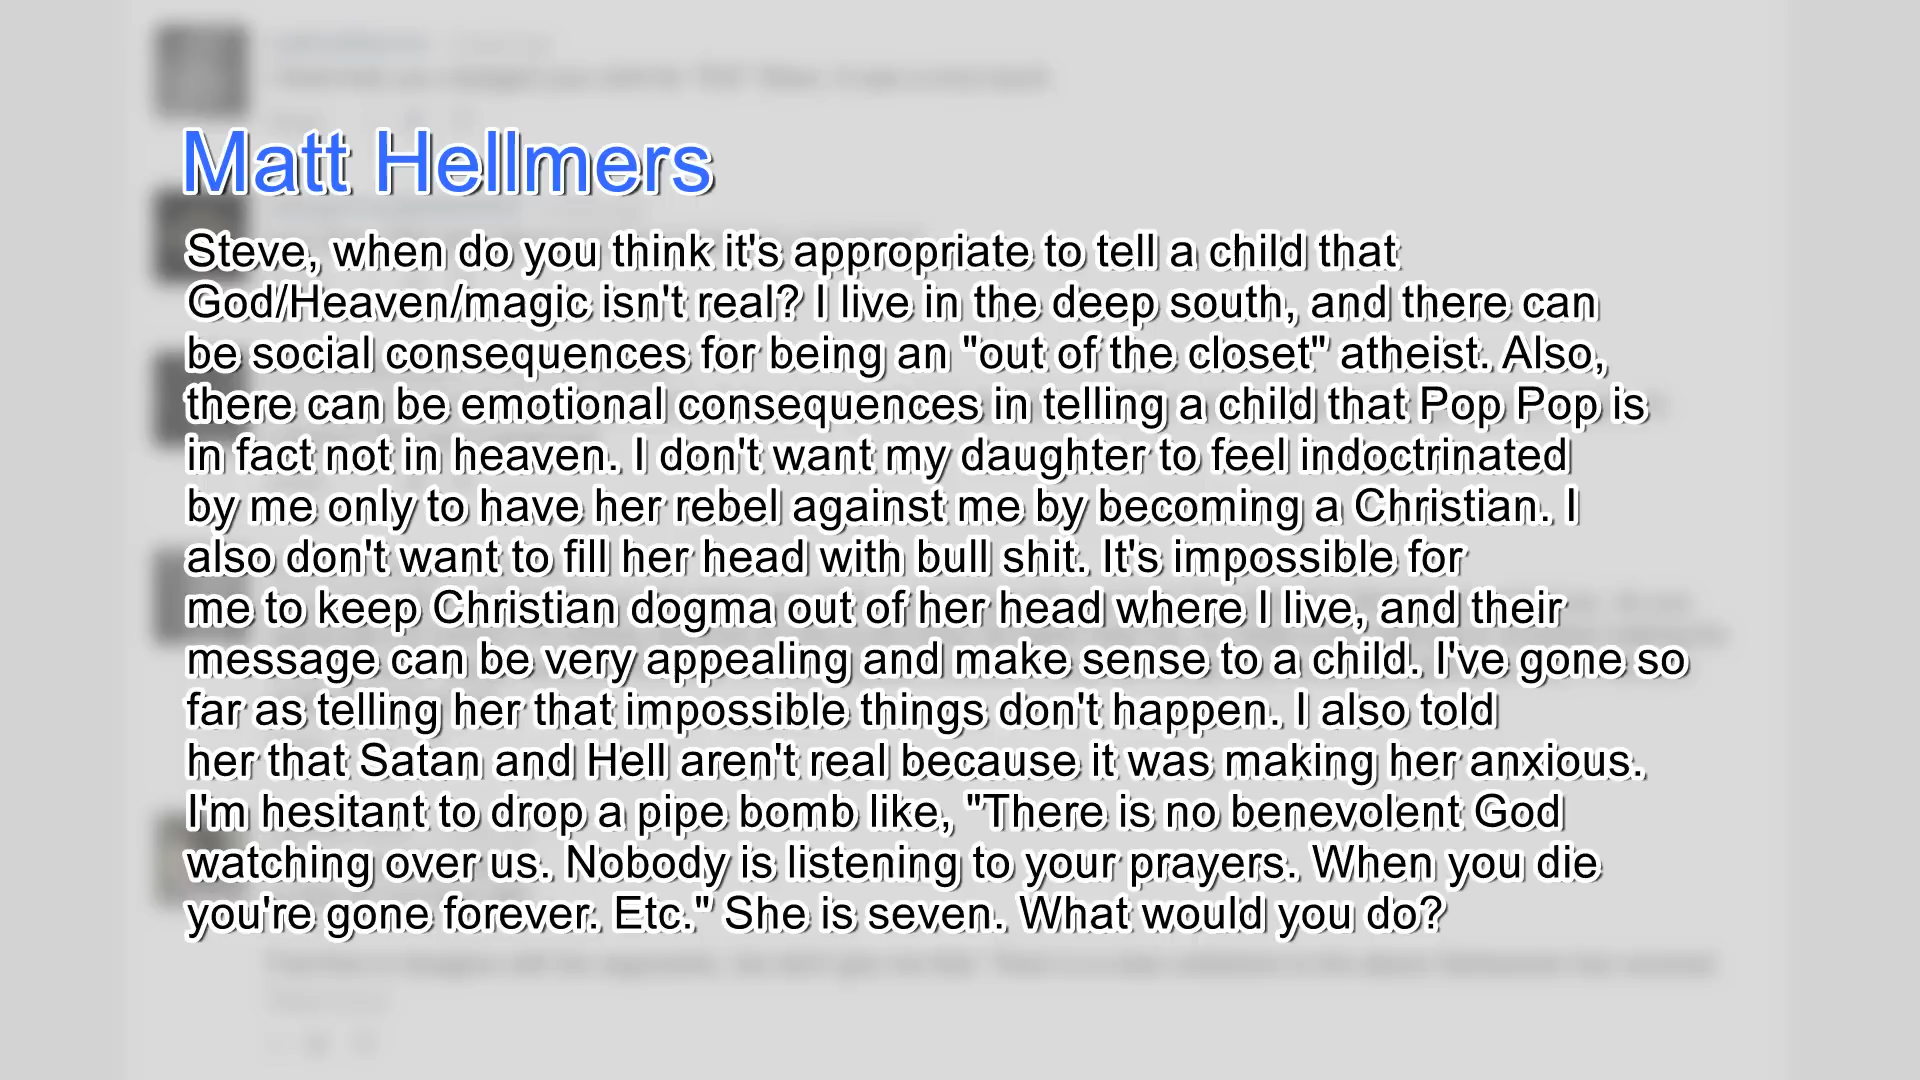 Matt Hellmers
Steve, when do you think it's appropriate to tell a child that
God/Heaven/magic isn't real? I live in the deep south, and there can
be social consequences for being an "out of the closet" atheist. Also,
there can be emotional consequences in telling a child that Pop Pop is
in fact not in heaven. I don't want my daughter to feel indoctrinated
by me only to have her rebel against me by becoming a Christian. I
also don't want to fill her head with bull shit. It's impossible for
me to keep Christian dogma out of her head where I live, and their
message can be very appealing and make sense to a child. I've gone so
far as telling her that impossible things don't happen. I also told
her that Satan and Hell aren't real because it was making her anxious.
I'm hesitant to drop a pipe bomb like, "There is no benevolent God
watching over us. Nobody is listening to your prayers. When you die
you're gone forever. Etc." She is seven. What would you do?